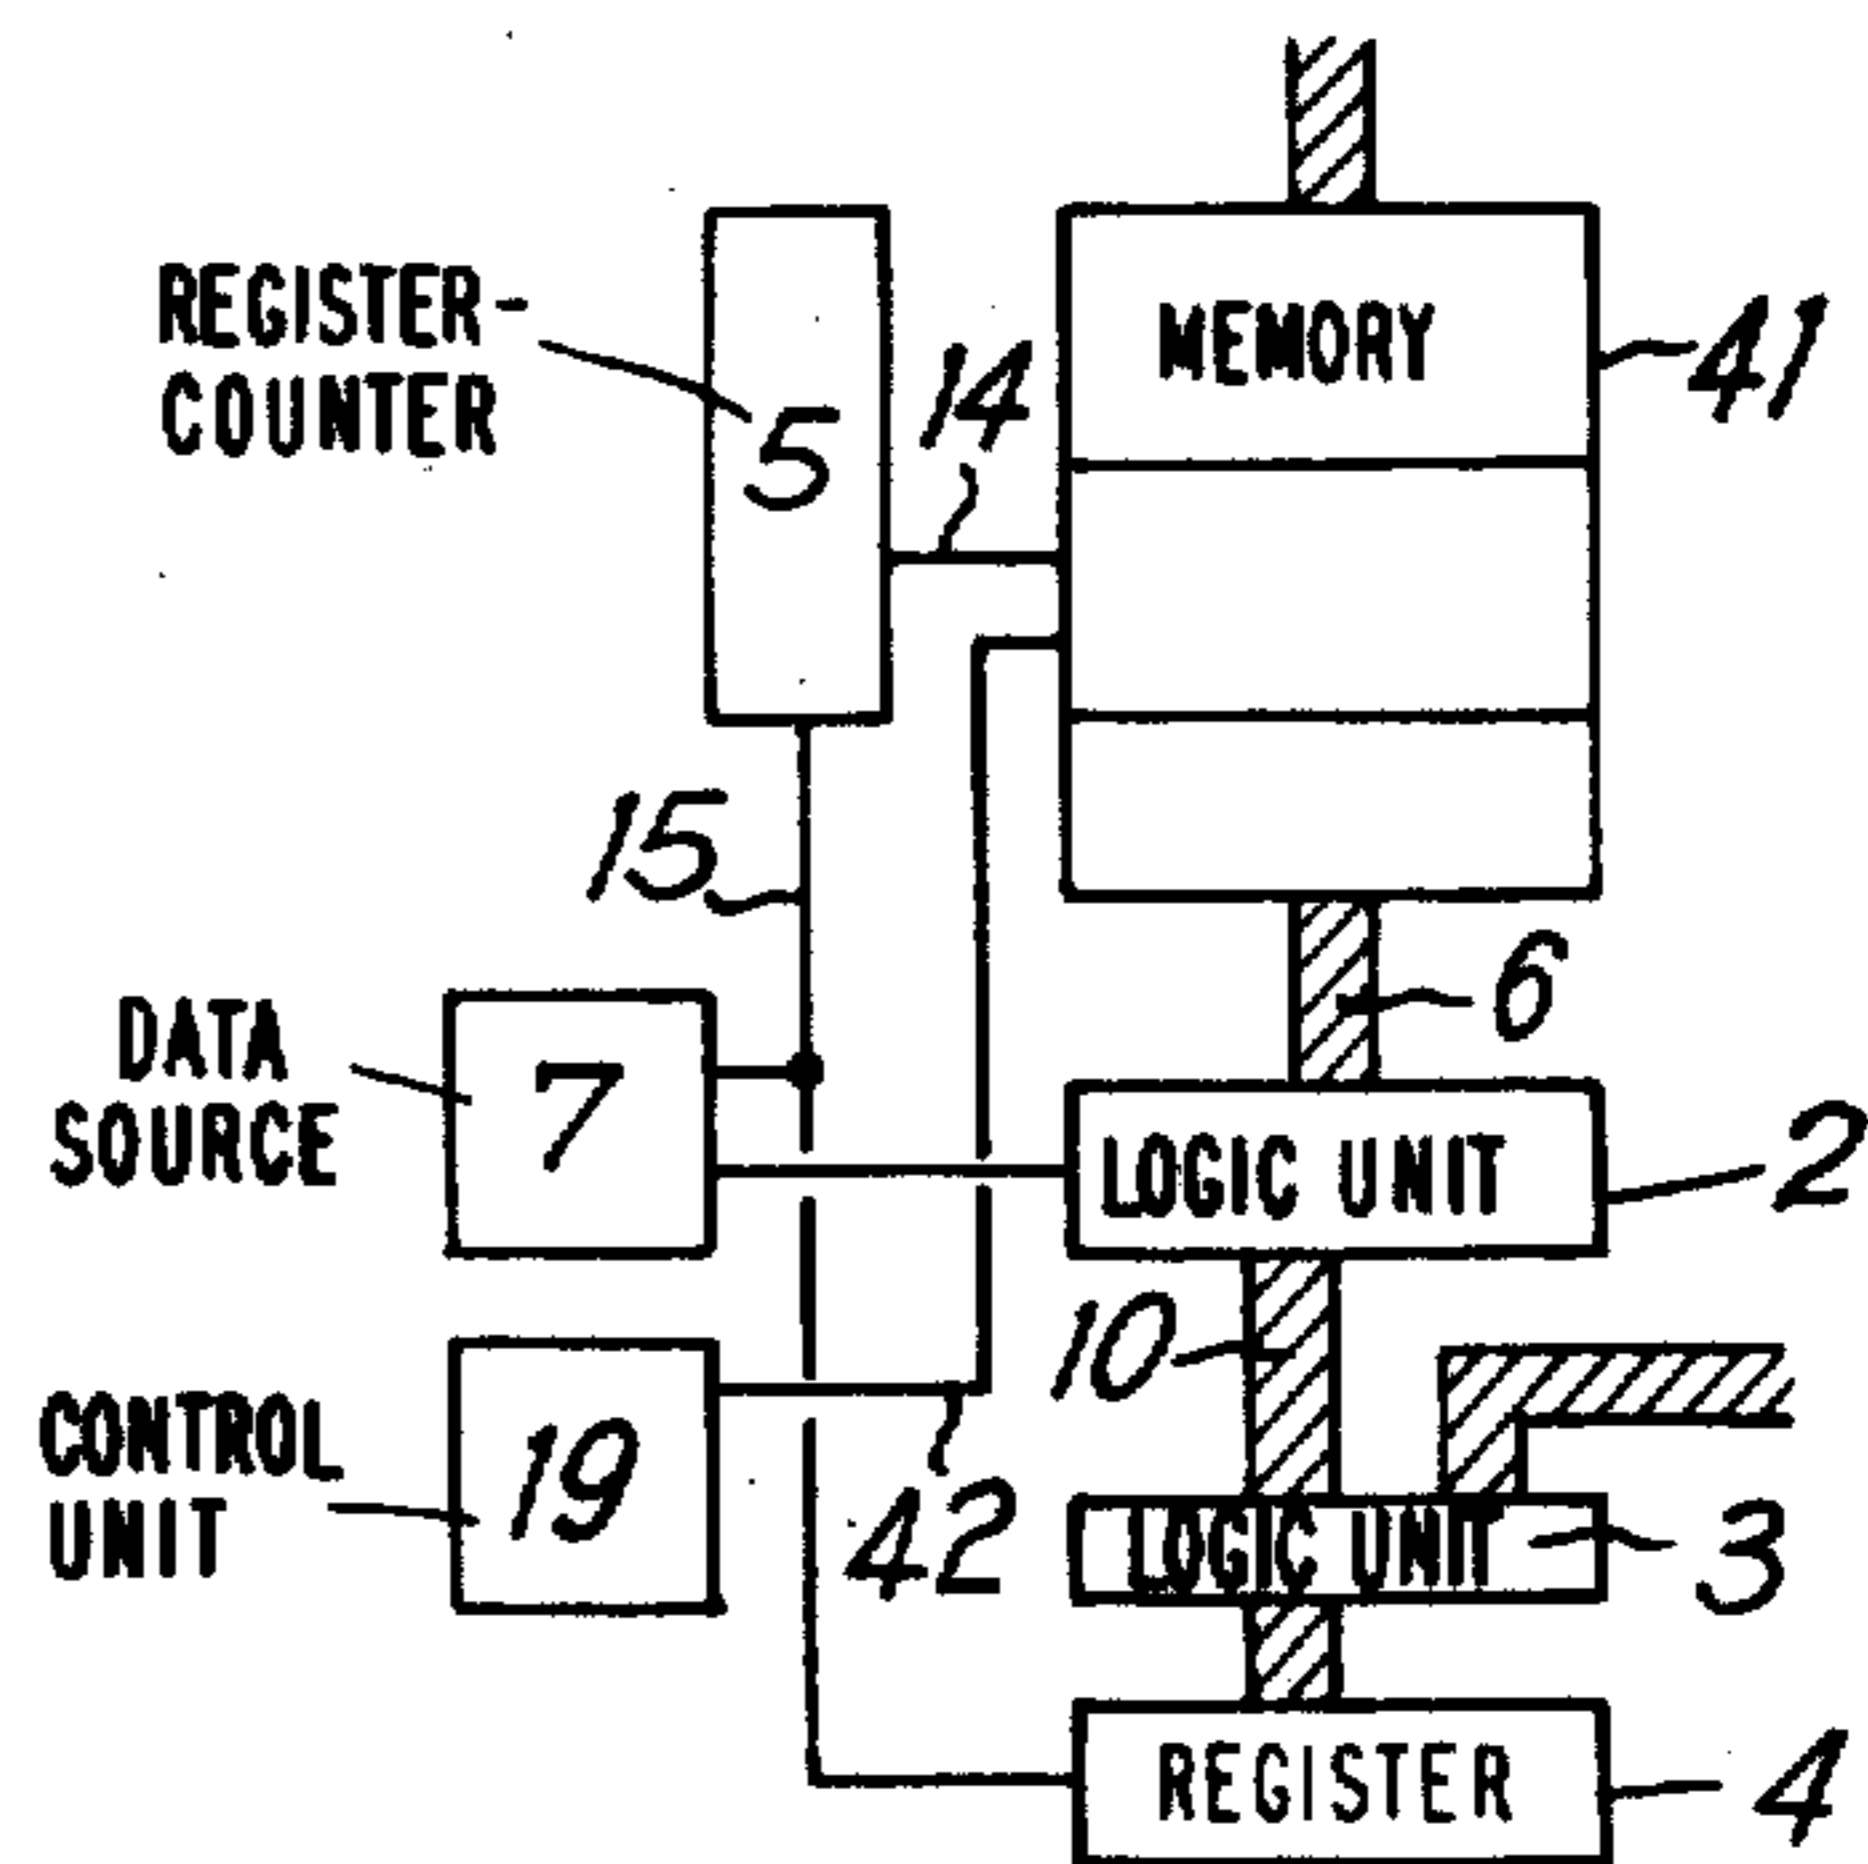 REGISTER-
COUNTER
5
14
MEMORY
41
15
6
DATA
SOURCE
7
LOGIC UNIT
2
10
CONTROL
UNIT
19
42
LOGIC UNIT
3
REGISTER
4